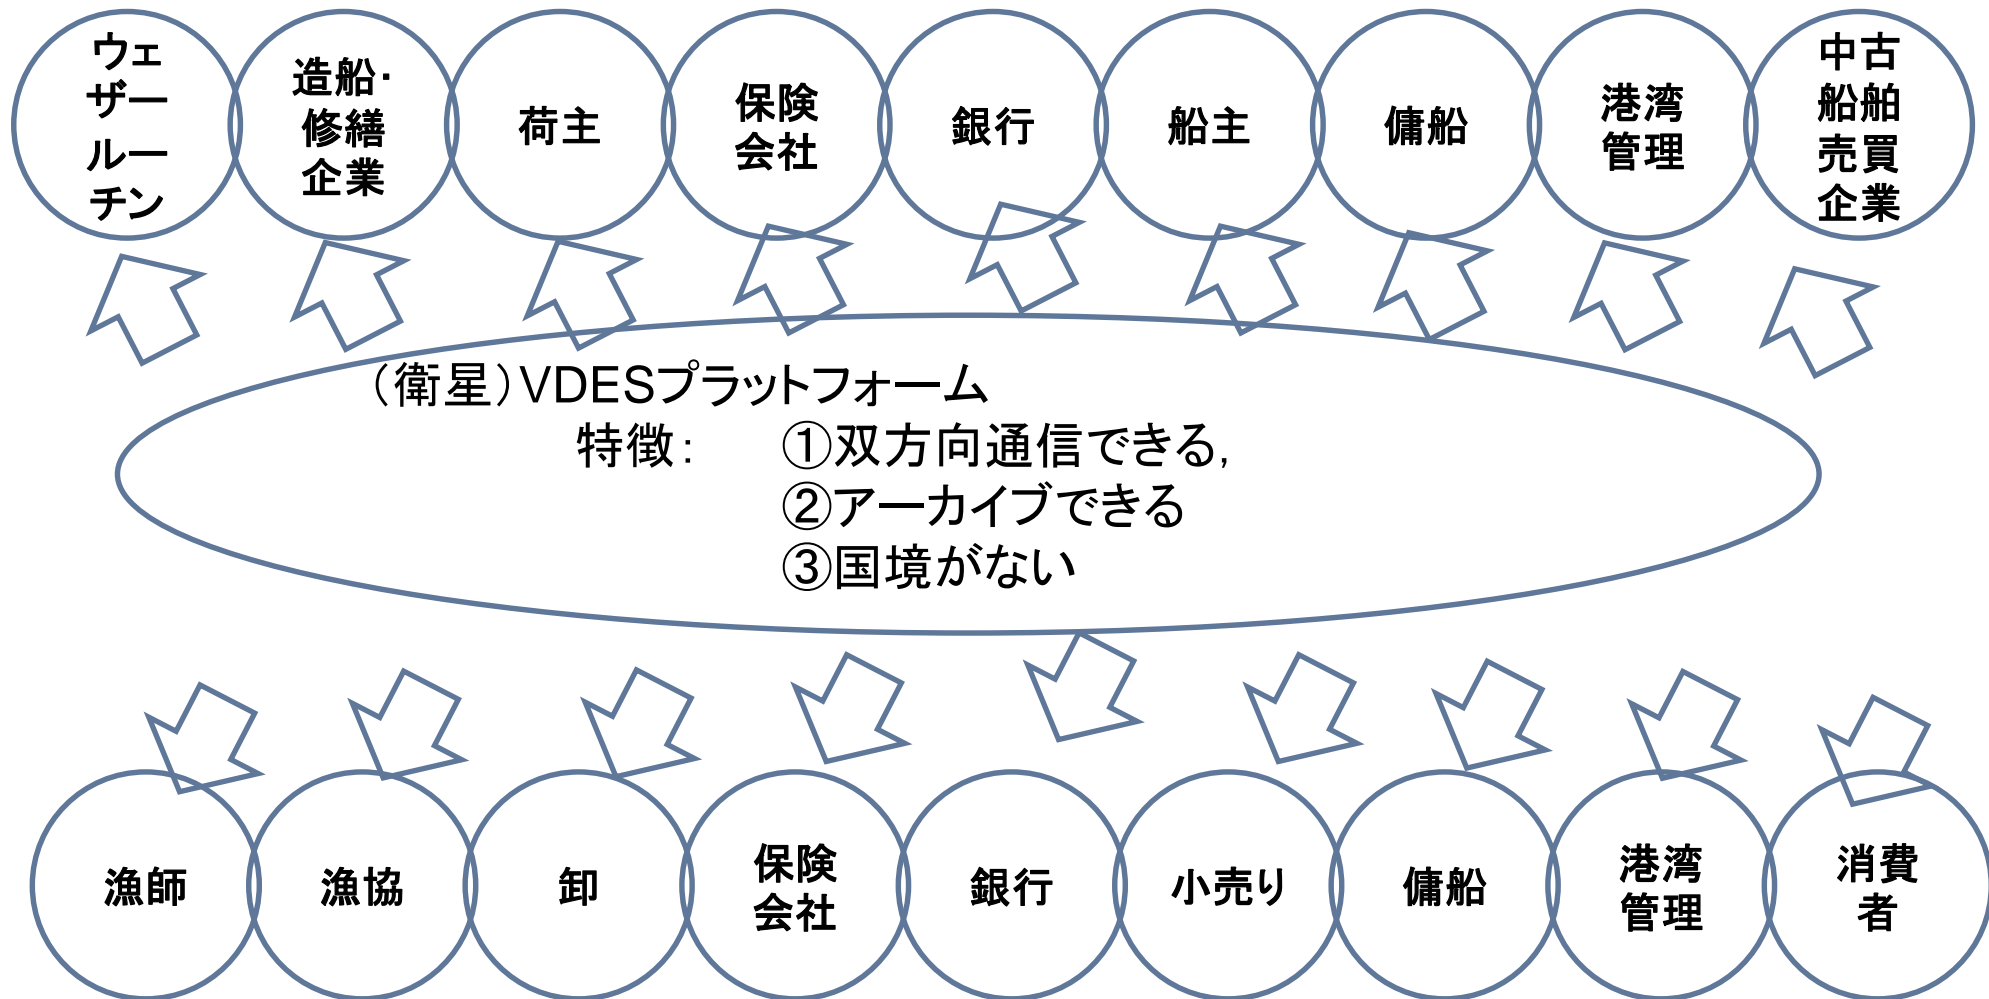 ウェ
ザー
ルー
チン
造船・
修繕
企業
荷主
保険
会社
銀行
船主
傭船
港湾
管理
中古
船舶
売買
企業
（衛星）VDESプラットフォーム
特徴： ①双方向通信できる,
②アーカイブできる
③国境がない
漁師
漁協
卸
保険
会社
銀行
小売り
傭船
港湾
管理
消費
者